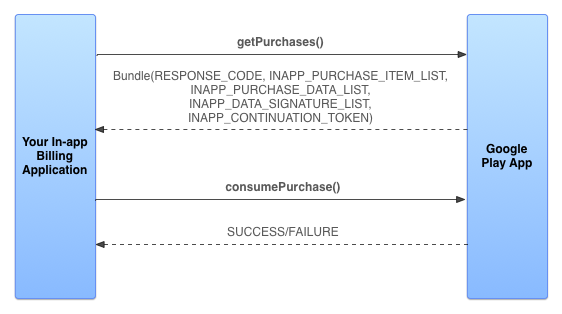 getPurchases()
Bundle(RESPONSE_CODE, INAPP_PURCHASE_ITEM_LIST,
INAPP_PURCHASE_DATA_LIST,
INAPP_DATA_SIGNATURE_LIST,
INAPP_CONTINUATION_TOKEN)
Your In-app
Billing
Application
Google
Play App
consumePurchase()
SUCCESS/FAILURE